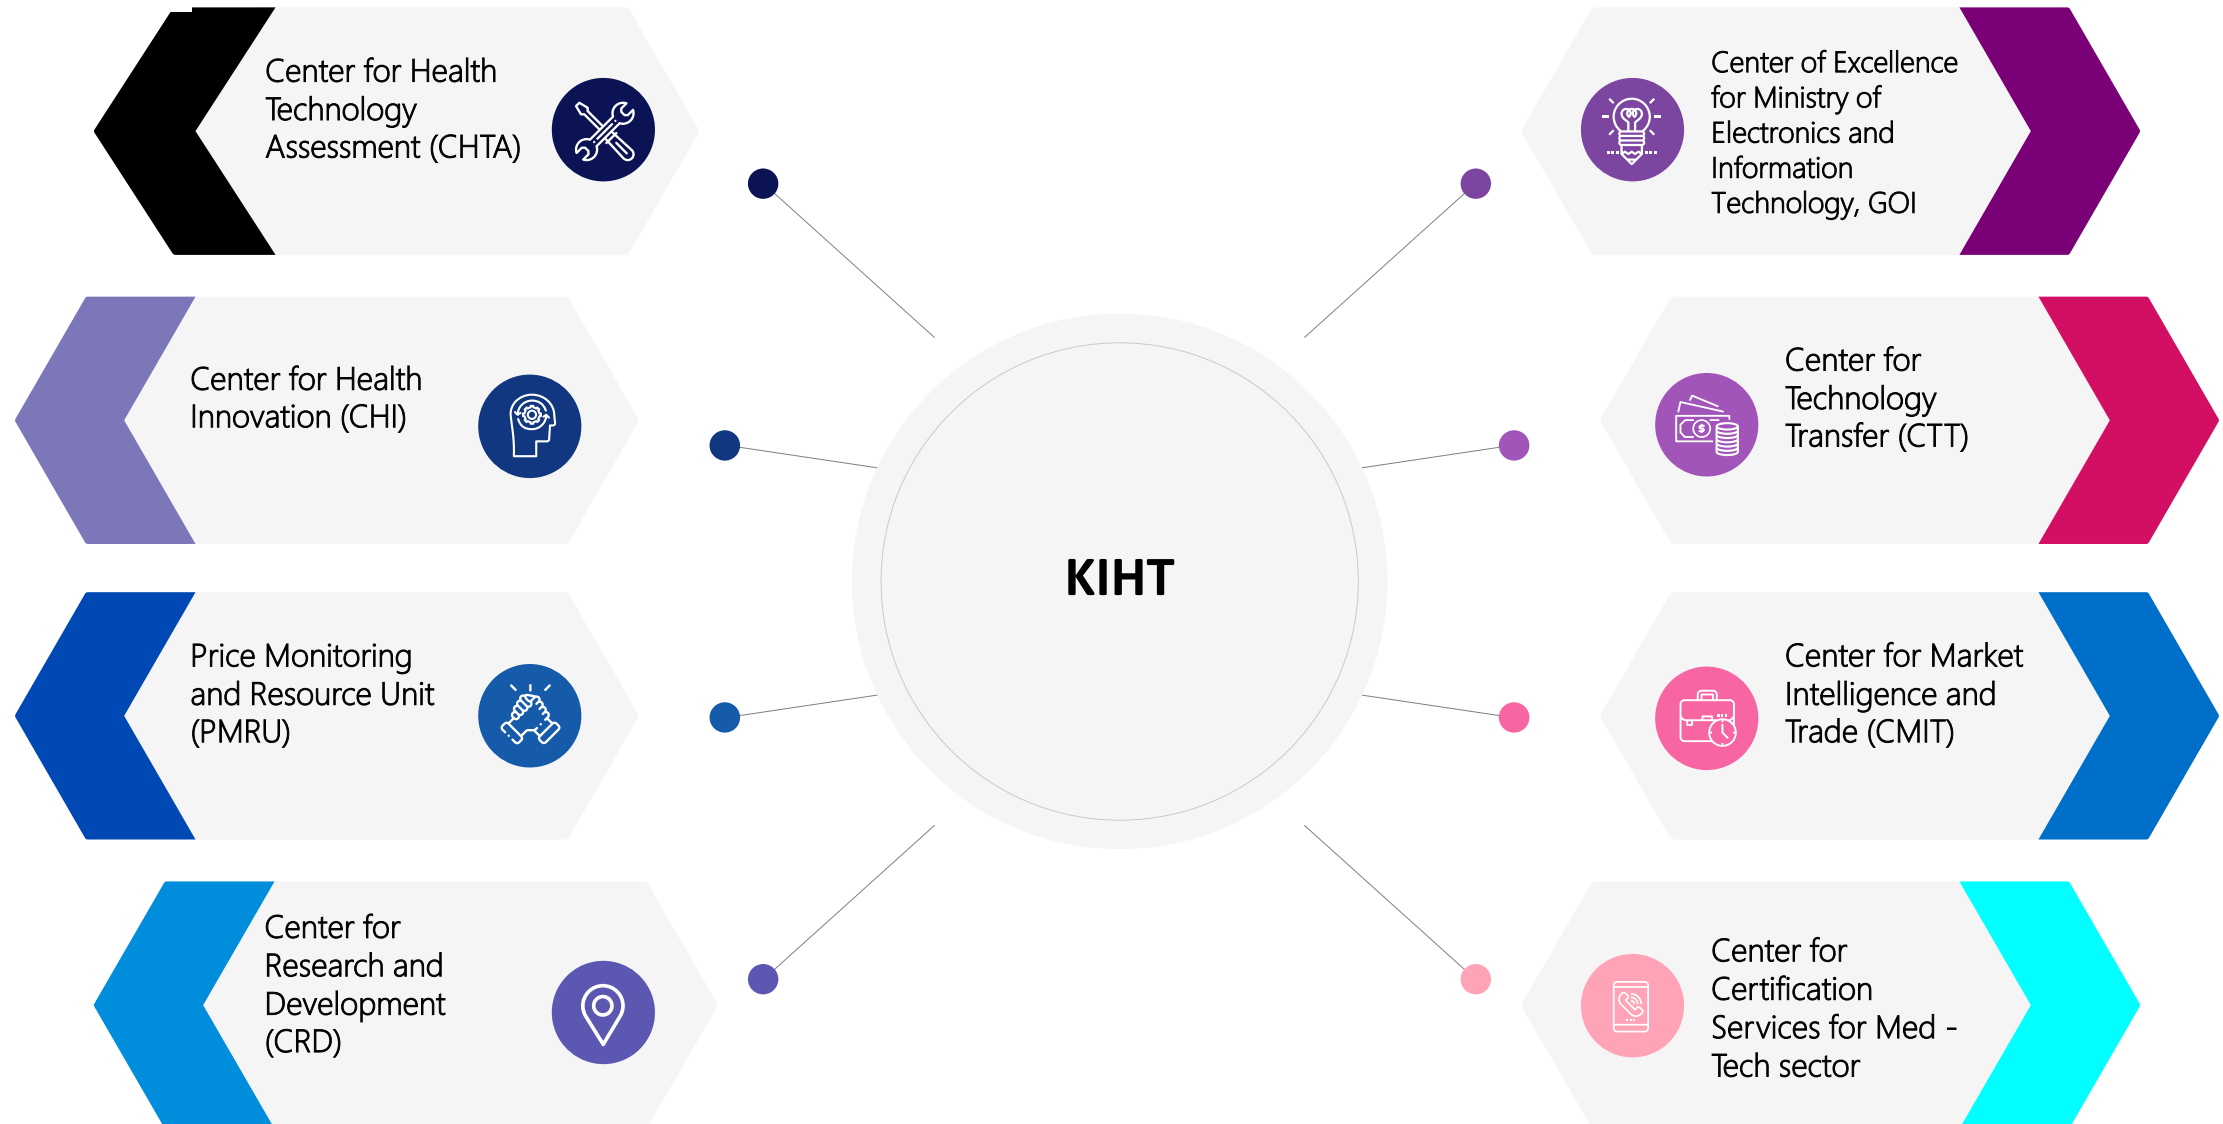 Center for Health
Technology
Assessment (CHTA)
Center for Health
Innovation (CHI)
Price Monitoring
and Resource Unit
(PMRU)
Center for
Research and
Development
(CRD)
KIHT
Center of Excellence
for Ministry of
Electronics and
Information
Technology, GOI
Center for
Technology
Transfer (CTT)
Center for Market
Intelligence and
Trade (CMIT)
Center for
Certification
Services for Med -
Tech sector